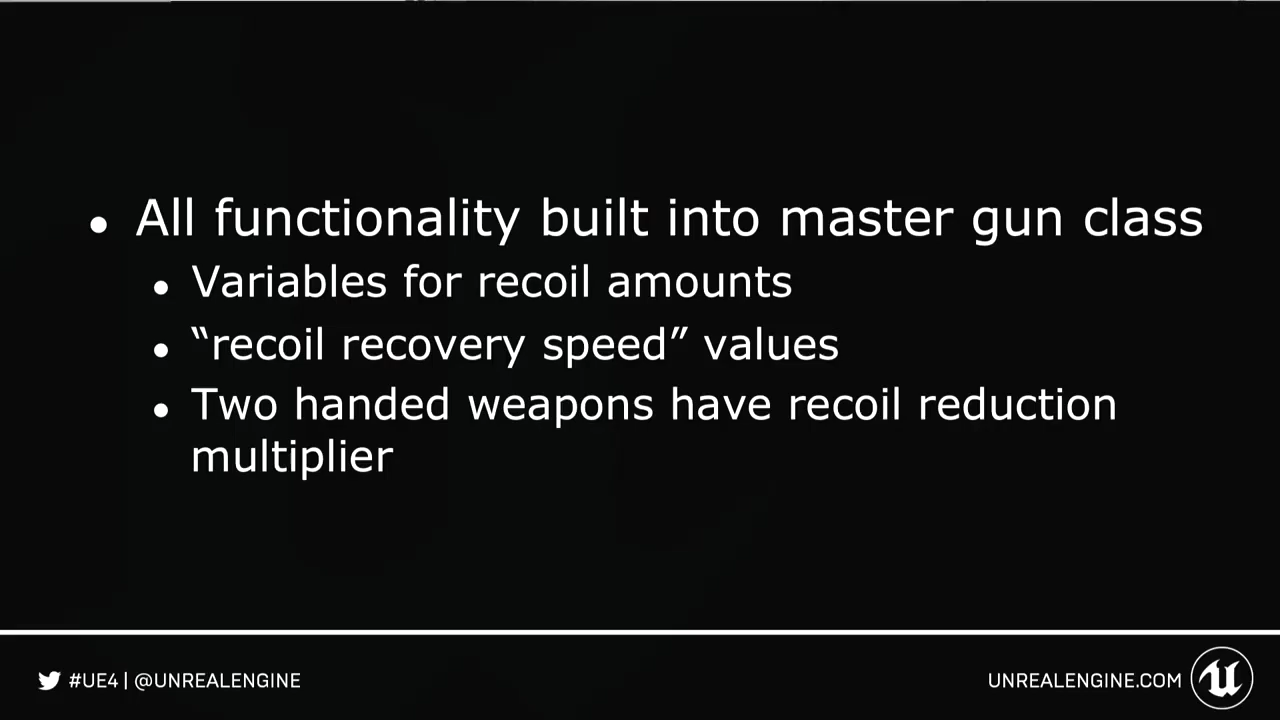 • All functionality built into master gun class
• Variables for recoil amounts
• “recoil recovery speed” values
• Two handed weapons have recoil reduction
multiplier
#UE4 | @UNREALENGINE
UNREALENGINE.COM